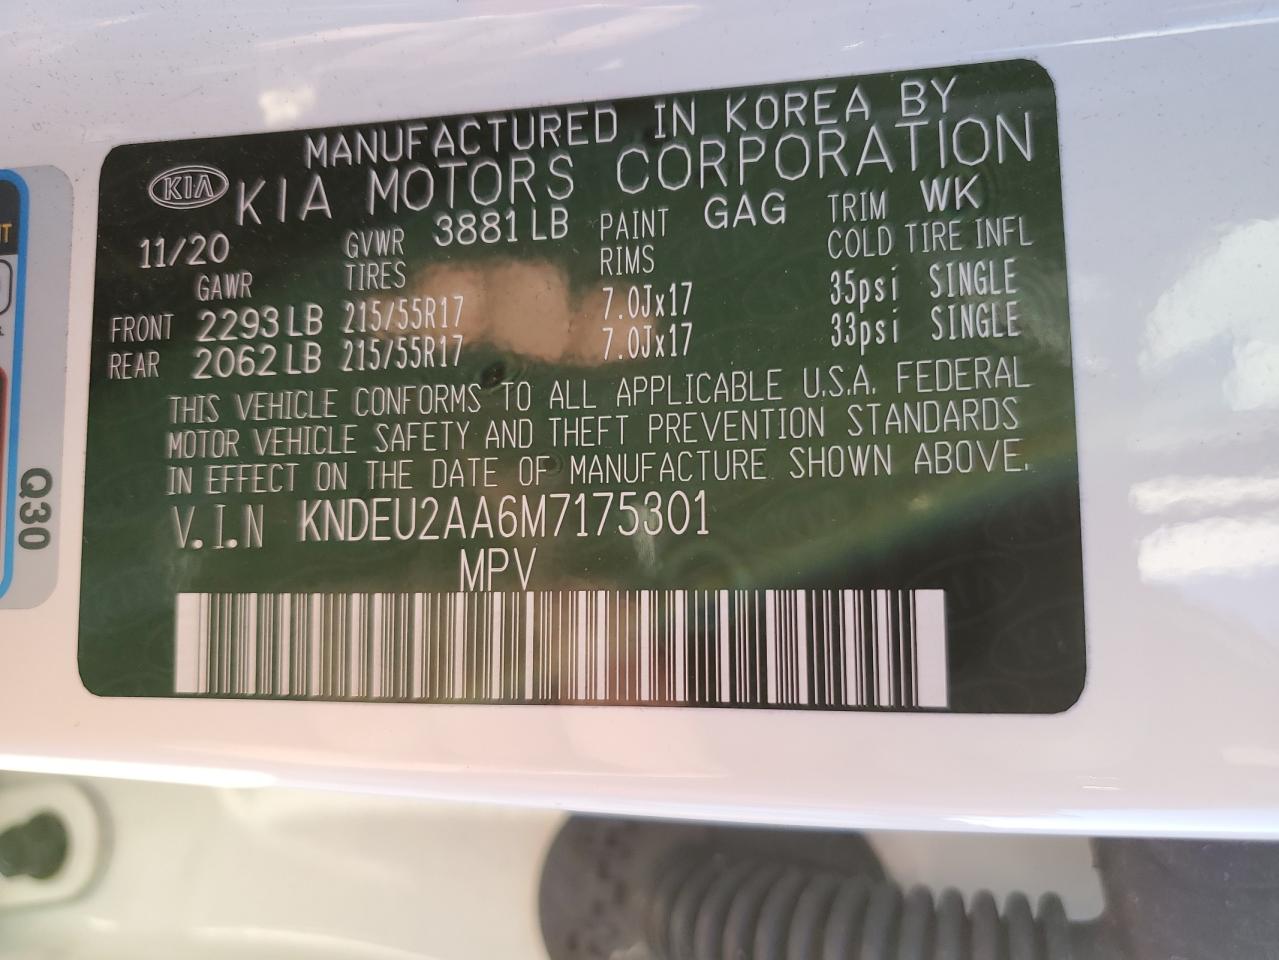 MANUFACTURED IN KOREA BY
KIA KIA MOTORS CORPORATION
11/20 GVWR 3881LB PAINT GAG TRIM WK
GAWR TIRES RIMS COLD TIRE INFL
FRONT 2293LB 215/55R17 7.0Jx17 35psi SINGLE
REAR 2062LB 215/55R17 7.0Jx17 33psi SINGLE
THIS VEHICLE CONFORMS TO ALL APPLICABLE U.S.A. FEDERAL
MOTOR VEHICLE SAFETY AND THEFT PREVENTION STANDARDS
IN EFFECT ON THE DATE OF MANUFACTURE SHOWN ABOVE.
V.I.N KNDEU2AA6M7175301
MPV
Q30